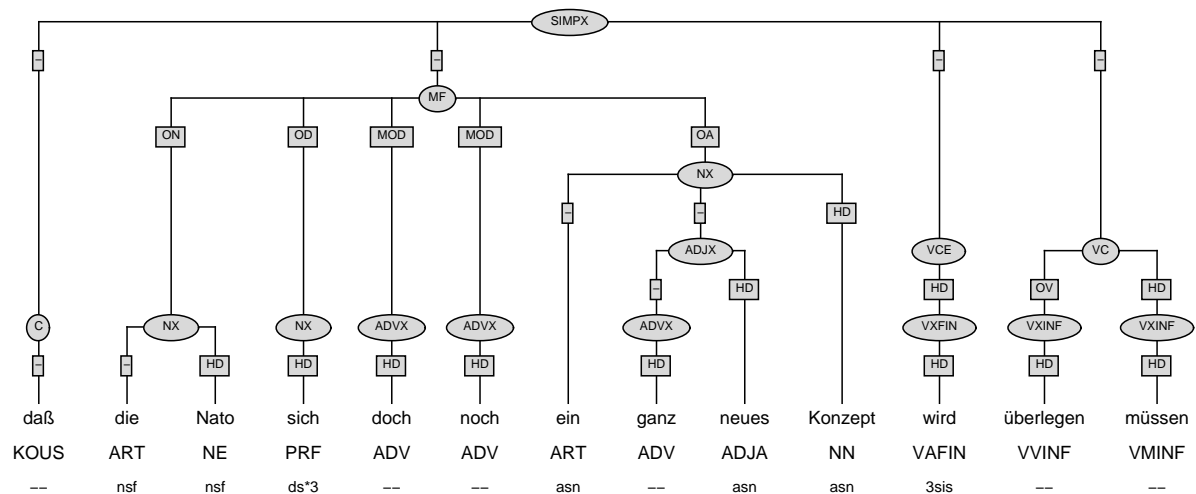 SIMPX
– – – –
MF
ON OD MOD MOD OA
NX
– – HD
ADJX VCE VC
– HD HD OV HD
C NX NX ADVX ADVX ADVX VXFIN VXINF VXINF
– – HD HD HD HD HD HD HD HD
daß die Nato sich doch noch ein ganz neues Konzept wird überlegen müssen
KOUS ART NE PRF ADV ADV ART ADV ADJA NN VAFIN VVINF VMINF
−− nsf nsf ds*3 −− −− asn −− asn asn 3sis −− −−